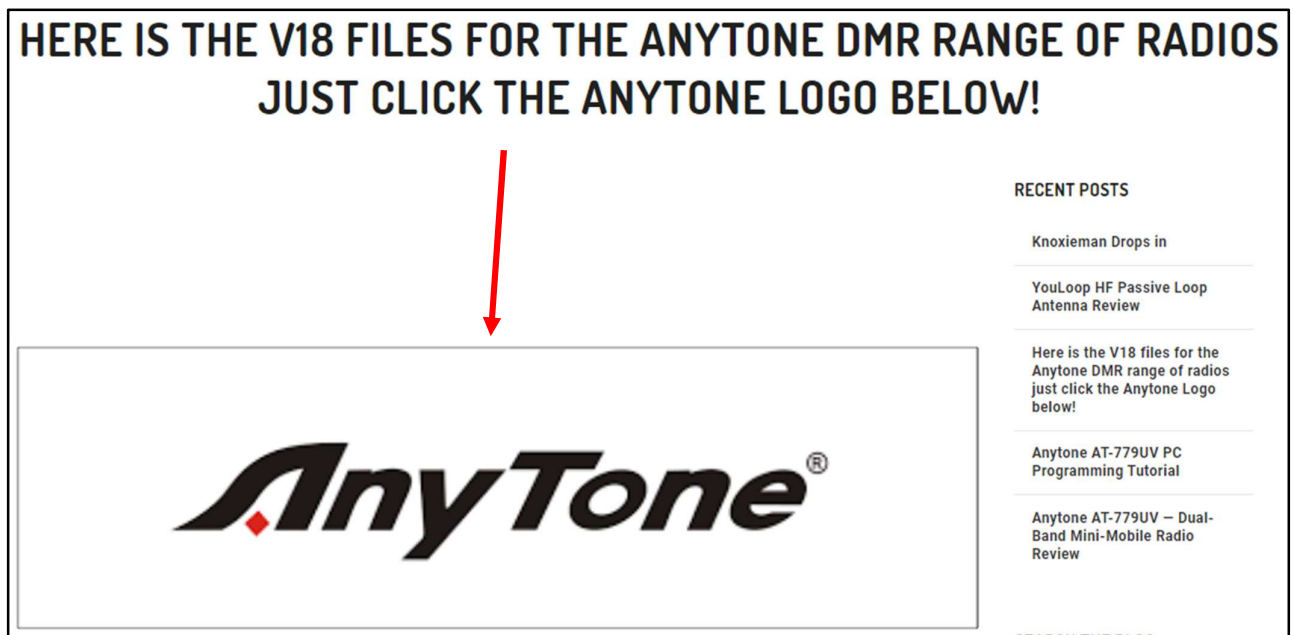 HERE IS THE V18 FILES FOR THE ANYTONE DMR RANGE OF RADIOS
JUST CLICK THE ANYTONE LOGO BELOW!
AnyTone®
RECENT POSTS
Knoxieman Drops in
YouLoop HF Passive Loop
Antenna Review
Here is the V18 files for the
Anytone DMR range of radios
just click the Anytone Logo
below!
Anytone AT-779UV PC
Programming Tutorial
Anytone AT-779UV — Dual-
Band Mini-Mobile Radio
Review